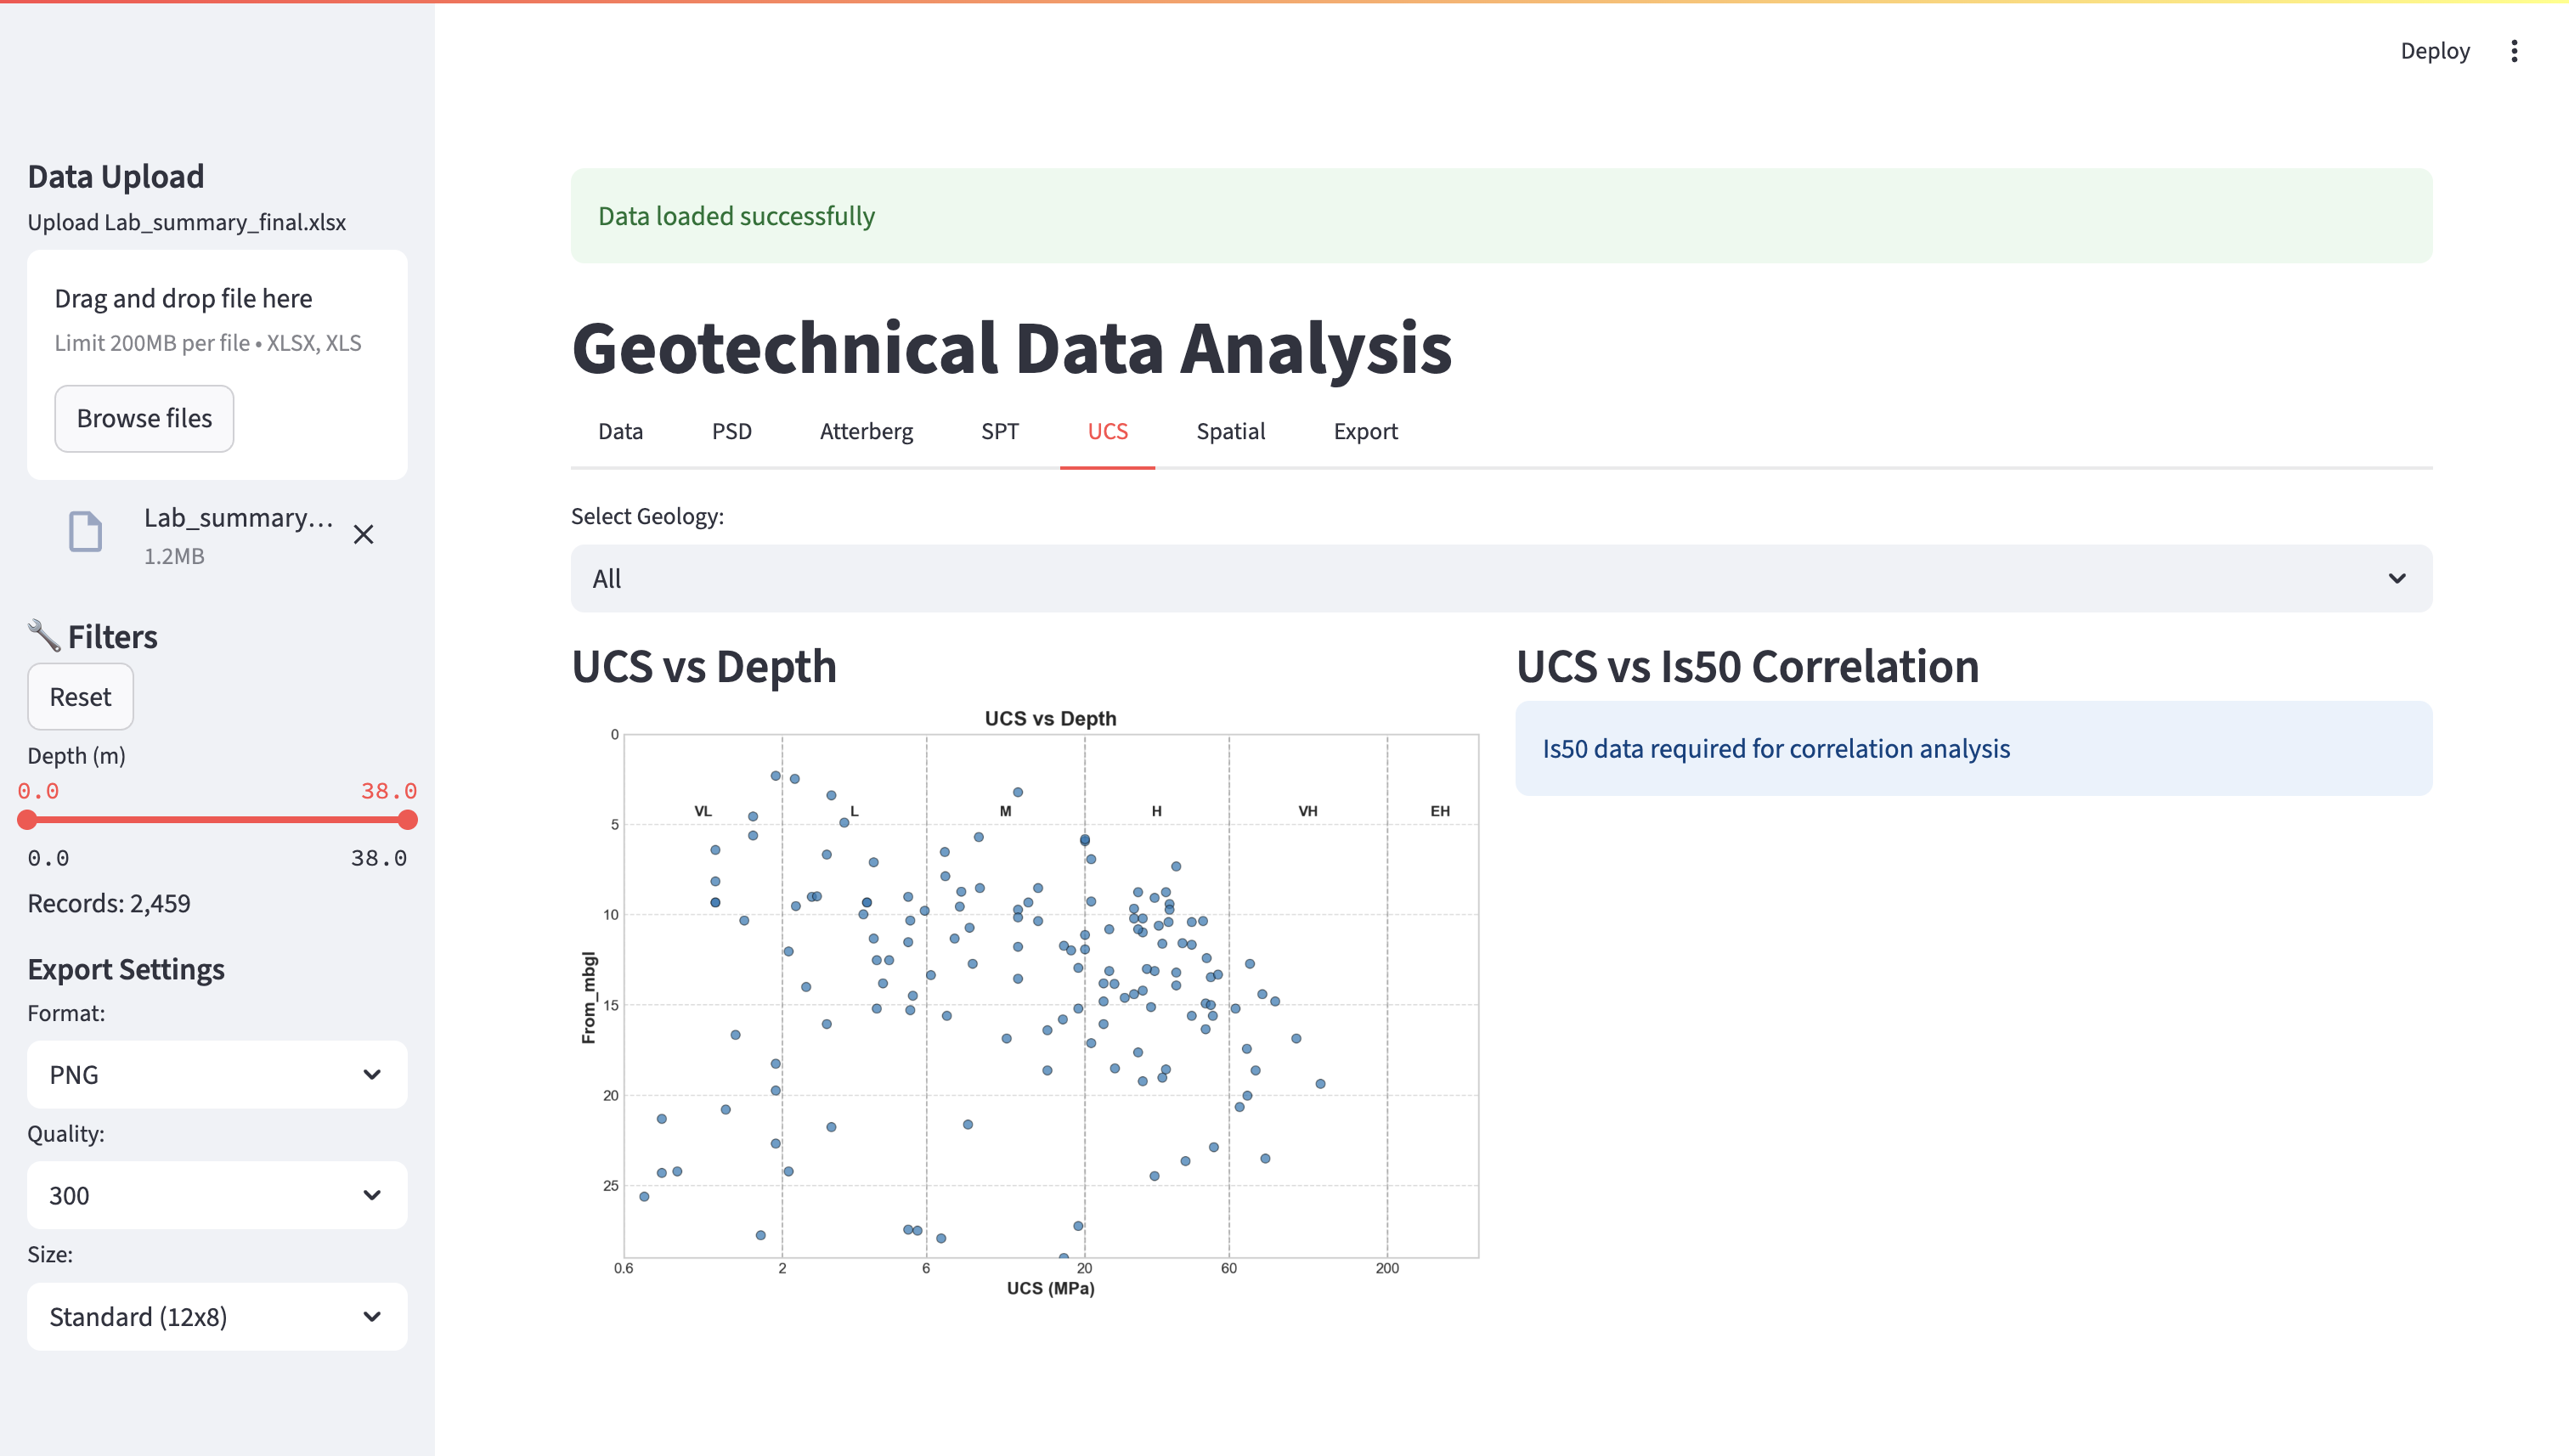 Deploy
Data Upload
Upload Lab_summary_final.xlsx
Drag and drop file here
Limit 200MB per file • XLSX, XLS
Browse files
Lab_summary...
1.2MB
Filters
Reset
Depth (m)
0.0 38.0
0.0 38.0
Records: 2,459
Export Settings
Format:
PNG
Quality:
300
Size:
Standard (12x8)
Data loaded successfully
Geotechnical Data Analysis
Data PSD Atterberg SPT UCS Spatial Export
Select Geology:
All
UCS vs Depth
UCS vs Depth
VL L M H VH EH
0
5
10
15
20
25
From_mbgl
0.6 2 6 20 60 200
UCS (MPa)
UCS vs Is50 Correlation
Is50 data required for correlation analysis